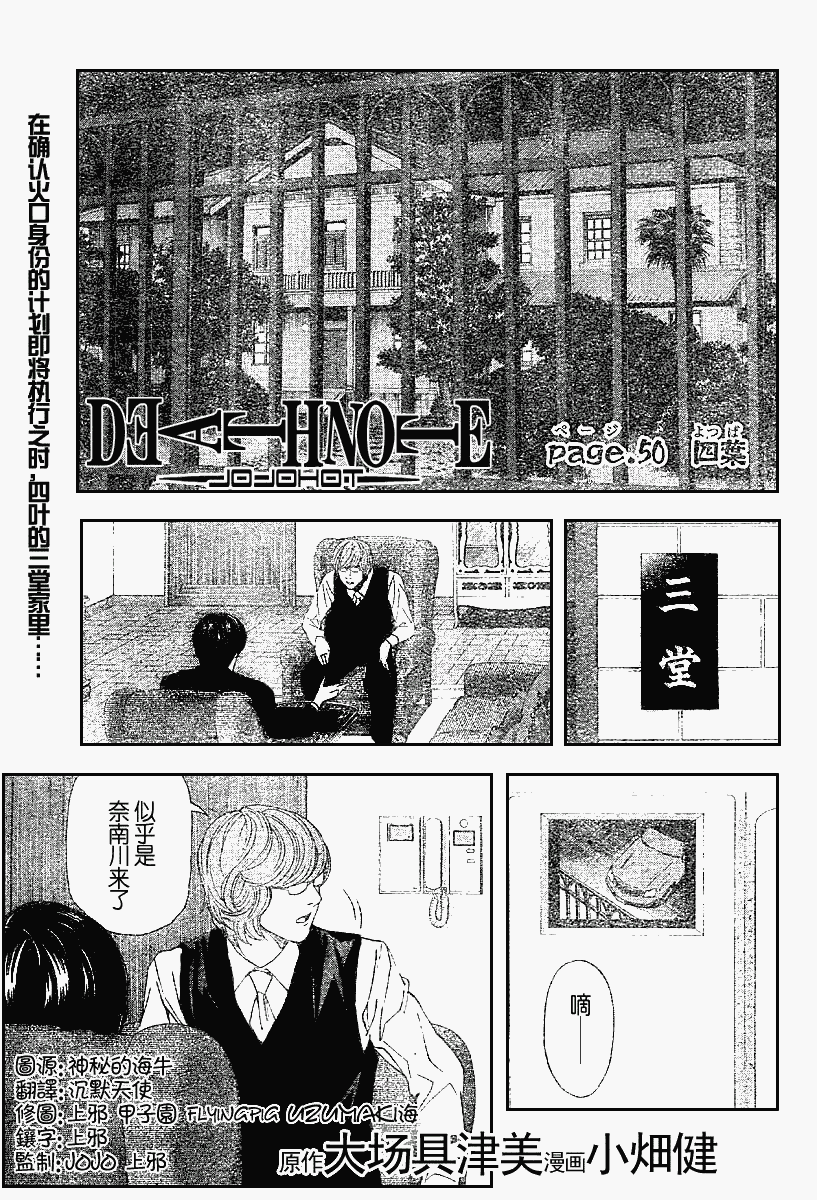 在确认火口身份的计划即将执行之时，四叶的三堂家里……
DEATH NOTE
JOJOHOT
ページ
page.50
よつば
四葉
三堂
嘀——
似乎是
奈南川来了
圖源：神秘的海牛
翻譯：沉默天使
修圖：上邪 甲子園 FLYINGPIG UZUMAKI海
鑲字：上邪
監制：JOJO 上邪
原作大场具津美漫画小畑健